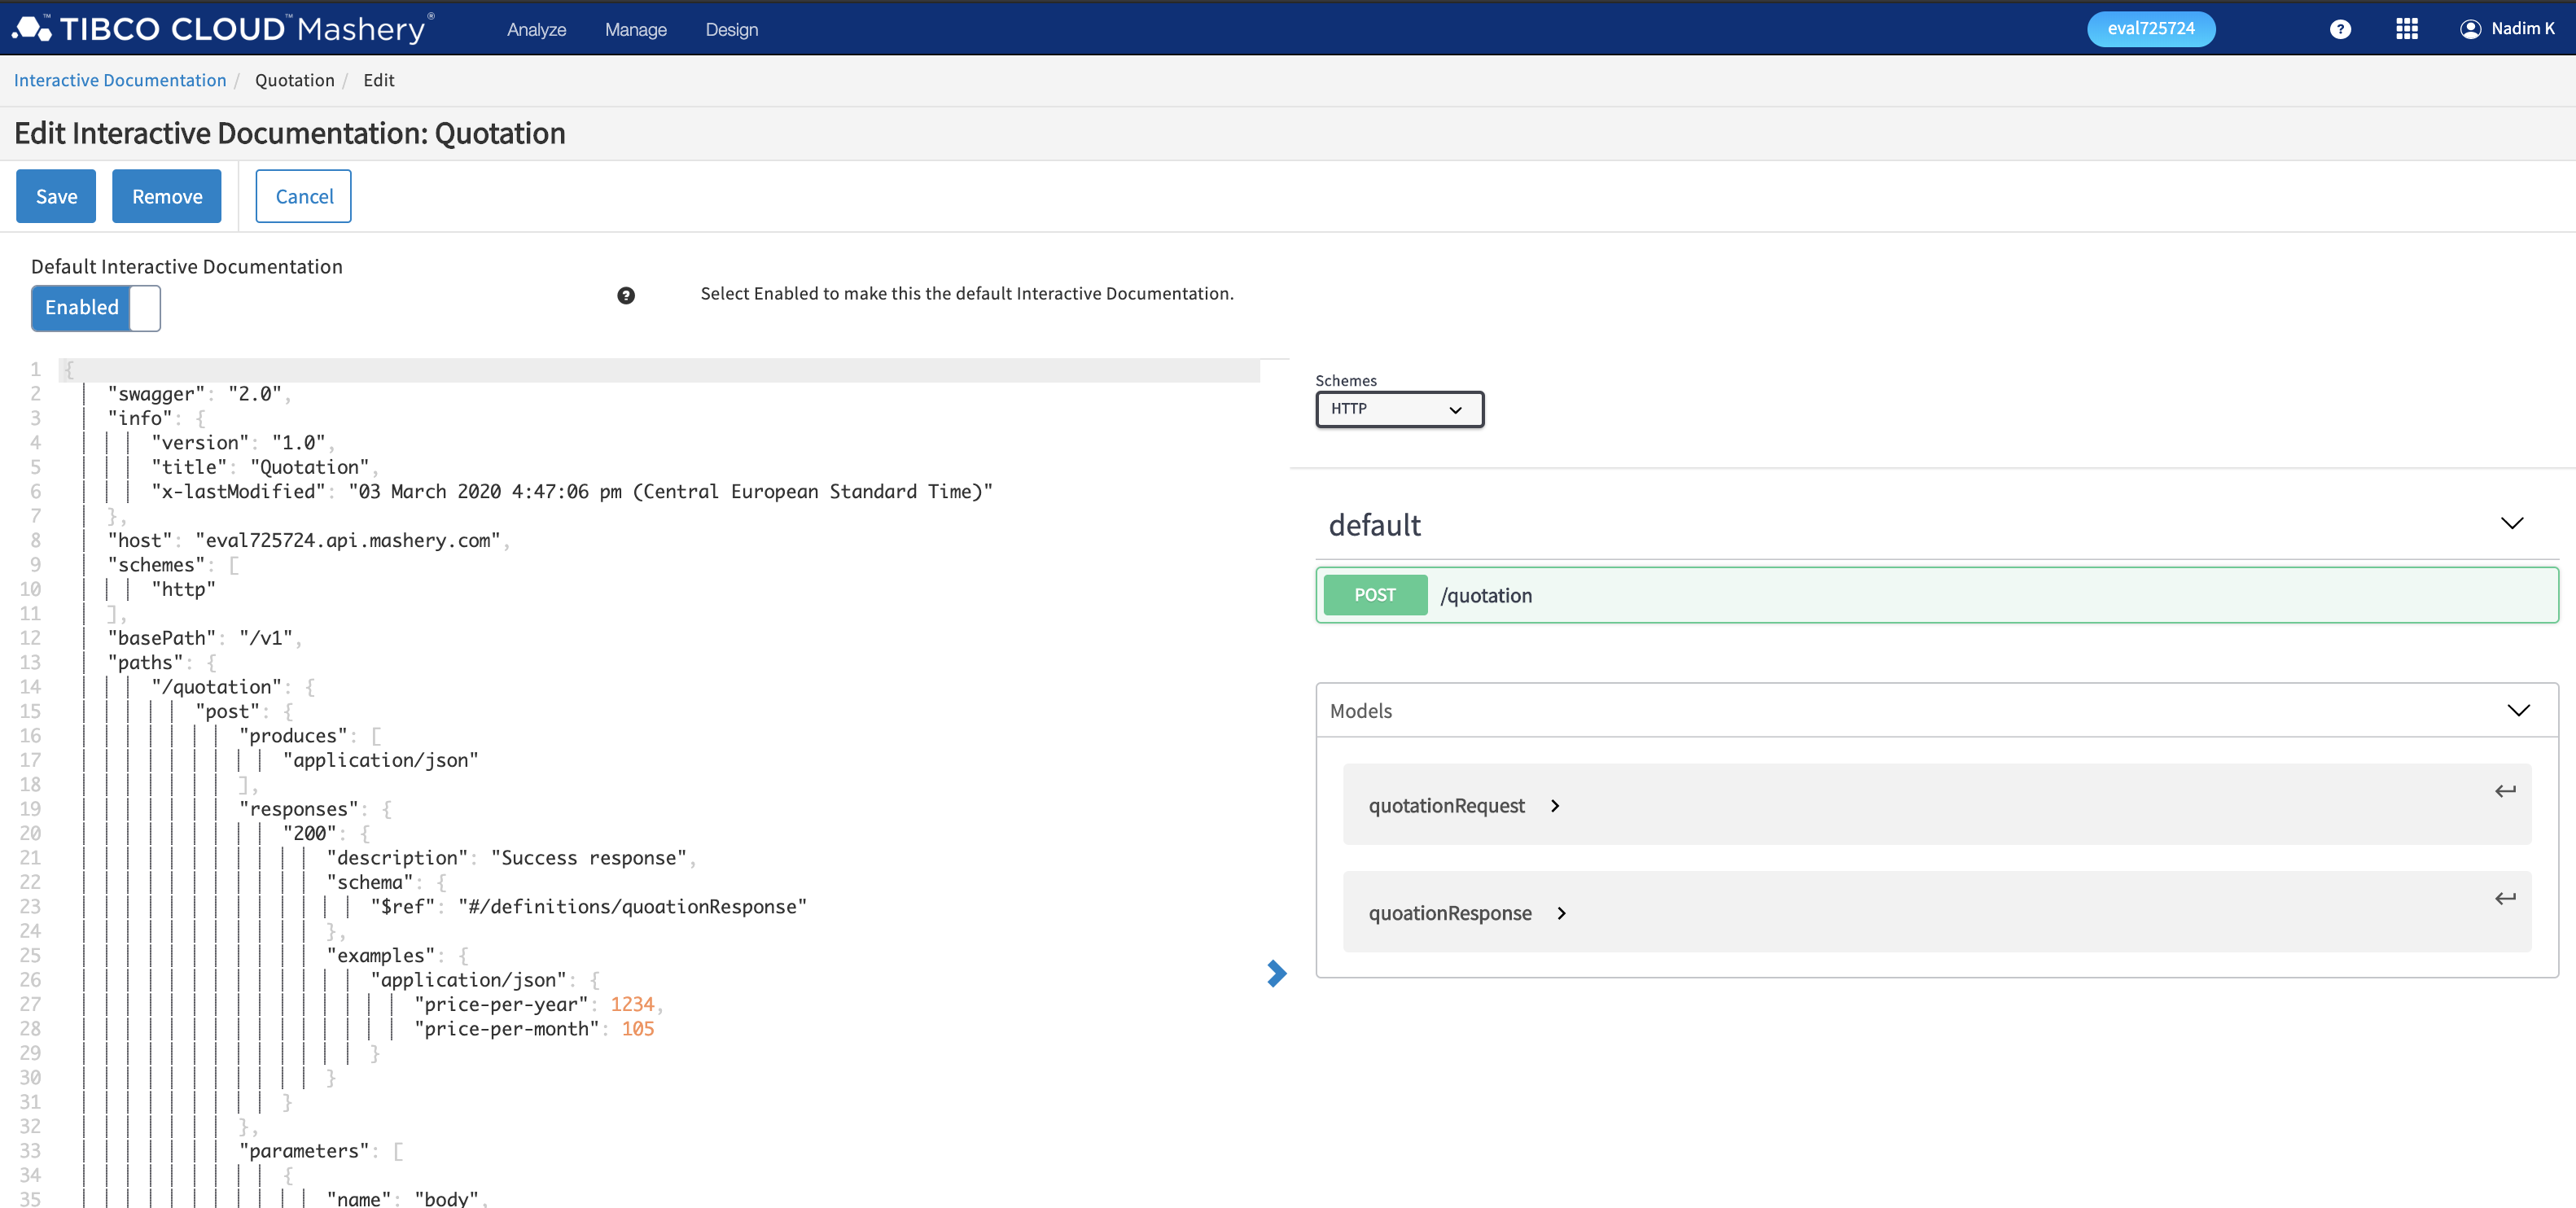 TIBCO CLOUD™ Mashery®
Analyze Manage Design
eval725724
?
Nadim K
Interactive Documentation / Quotation / Edit
Edit Interactive Documentation: Quotation
Save Remove Cancel
Default Interactive Documentation
Enabled
?
Select Enabled to make this the default Interactive Documentation.
1 {
2 "swagger": "2.0",
3 "info": {
4 "version": "1.0",
5 "title": "Quotation",
6 "x-lastModified": "03 March 2020 4:47:06 pm (Central European Standard Time)"
7 },
8 "host": "eval725724.api.mashery.com",
9 "schemes": [
10 "http"
11 ],
12 "basePath": "/v1",
13 "paths": {
14 "/quotation": {
15 "post": {
16 "produces": [
17 "application/json"
18 ],
19 "responses": {
20 "200": {
21 "description": "Success response",
22 "schema": {
23 "$ref": "#/definitions/quoationResponse"
24 },
25 "examples": {
26 "application/json": {
27 "price-per-year": 1234,
28 "price-per-month": 105
29 }
30 }
31 }
32 },
33 "parameters": [
34 {
35 "name": "body",
Schemes
HTTP
default
POST /quotation
Models
quotationRequest
quoationResponse